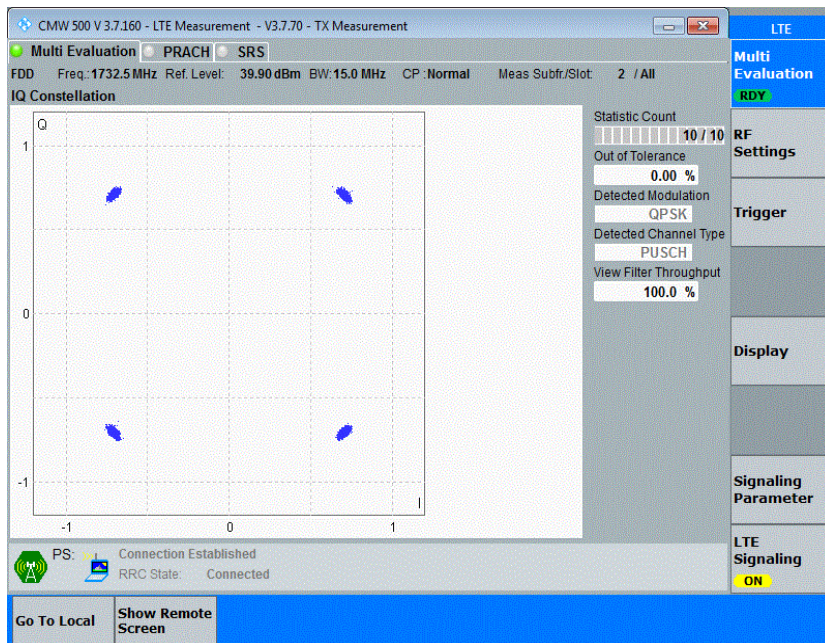 CMW 500 V 3.7.160 - LTE Measurement - V3.7.70 - TX Measurement
LTE
Multi Evaluation PRACH SRS
FDD Freq.: 1732.5 MHz Ref. Level: 39.90 dBm BW: 15.0 MHz CP : Normal Meas Subfr./Slot: 2 / All
IQ Constellation
Q
1
0
-1
-1 0 1
I
Statistic Count
10 / 10
Out of Tolerance
0.00 %
Detected Modulation
QPSK
Detected Channel Type
PUSCH
View Filter Throughput
100.0 %
Multi
Evaluation
RDY
RF
Settings
Trigger
Display
Signaling
Parameter
LTE
Signaling
ON
PS: Connection Established
RRC State: Connected
Go To Local
Show Remote
Screen